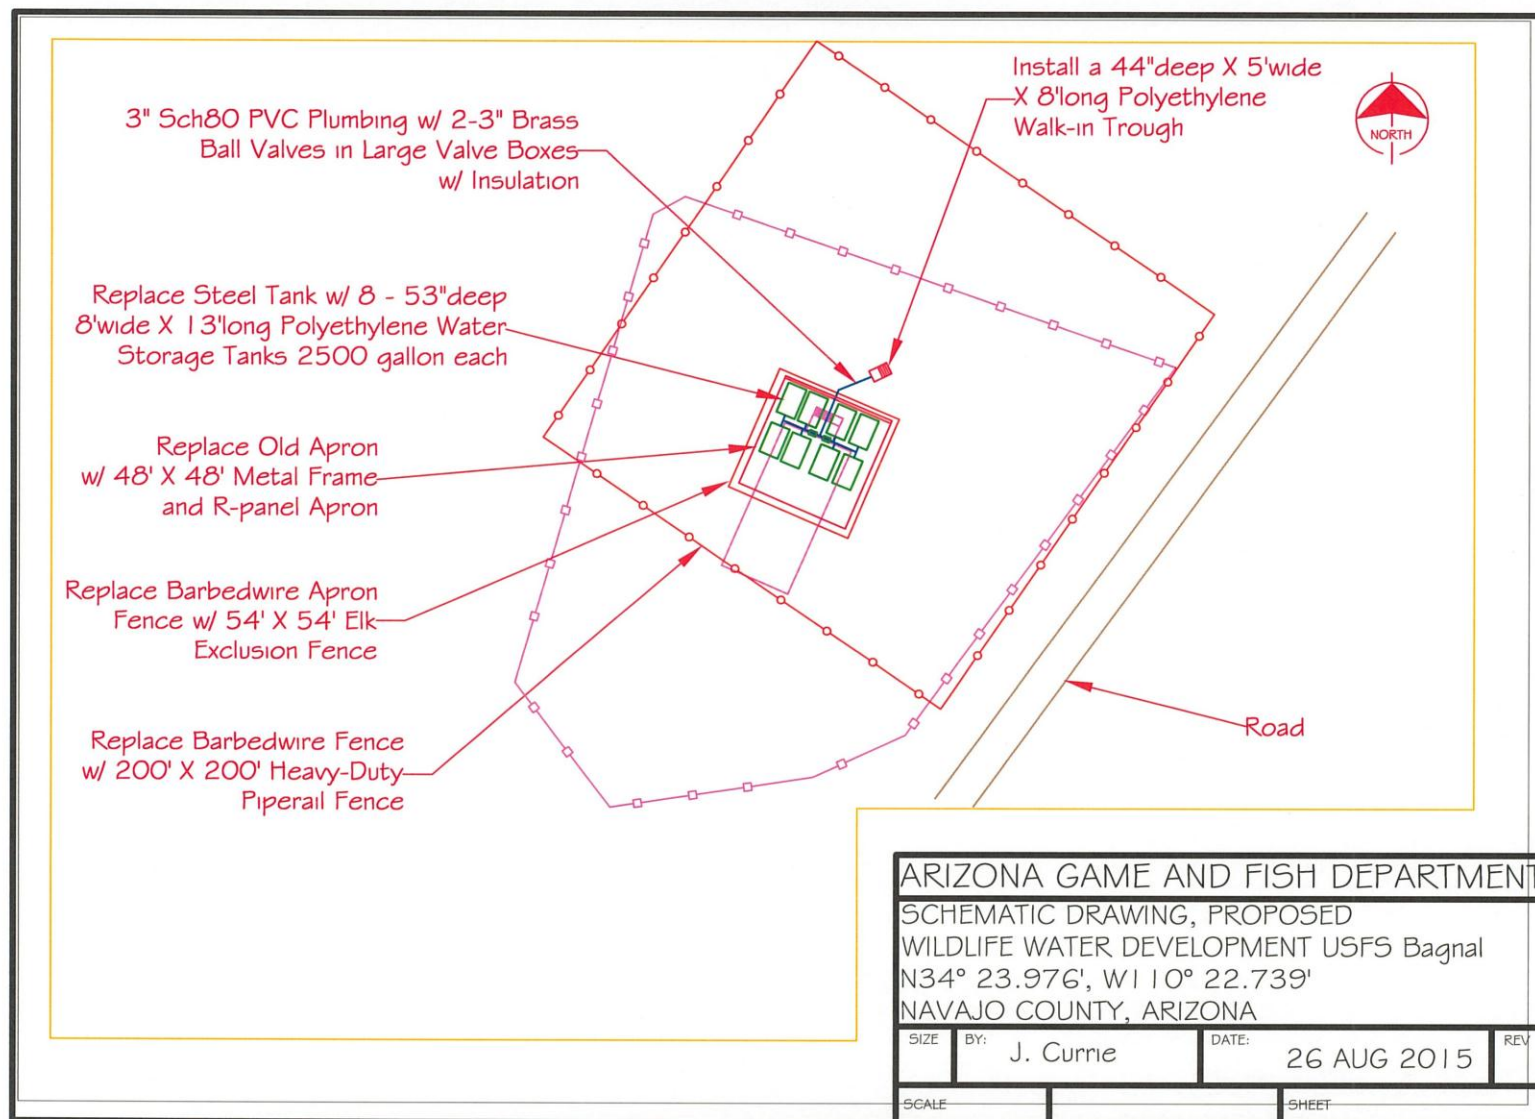 3" Sch80 PVC Plumbing w/ 2-3" Brass
Ball Valves in Large Valve Boxes
w/ Insulation
Install a 44"deep X 5'wide
X 8'long Polyethylene
Walk-in Trough
NORTH
Replace Steel Tank w/ 8 - 53"deep
8'wide X 13'long Polyethylene Water
Storage Tanks 2500 gallon each
Replace Old Apron
w/ 48' X 48' Metal Frame
and R-panel Apron
Replace Barbedwire Apron
Fence w/ 54' X 54' Elk
Exclusion Fence
Replace Barbedwire Fence
w/ 200' X 200' Heavy-Duty
Piperail Fence
Road
ARIZONA GAME AND FISH DEPARTMENT
SCHEMATIC DRAWING, PROPOSED
WILDLIFE WATER DEVELOPMENT USFS Bagnal
N34° 23.976', W110° 22.739'
NAVAJO COUNTY, ARIZONA
SIZE
BY: J. Currie
DATE: 26 AUG 2015
REV
SCALE
SHEET